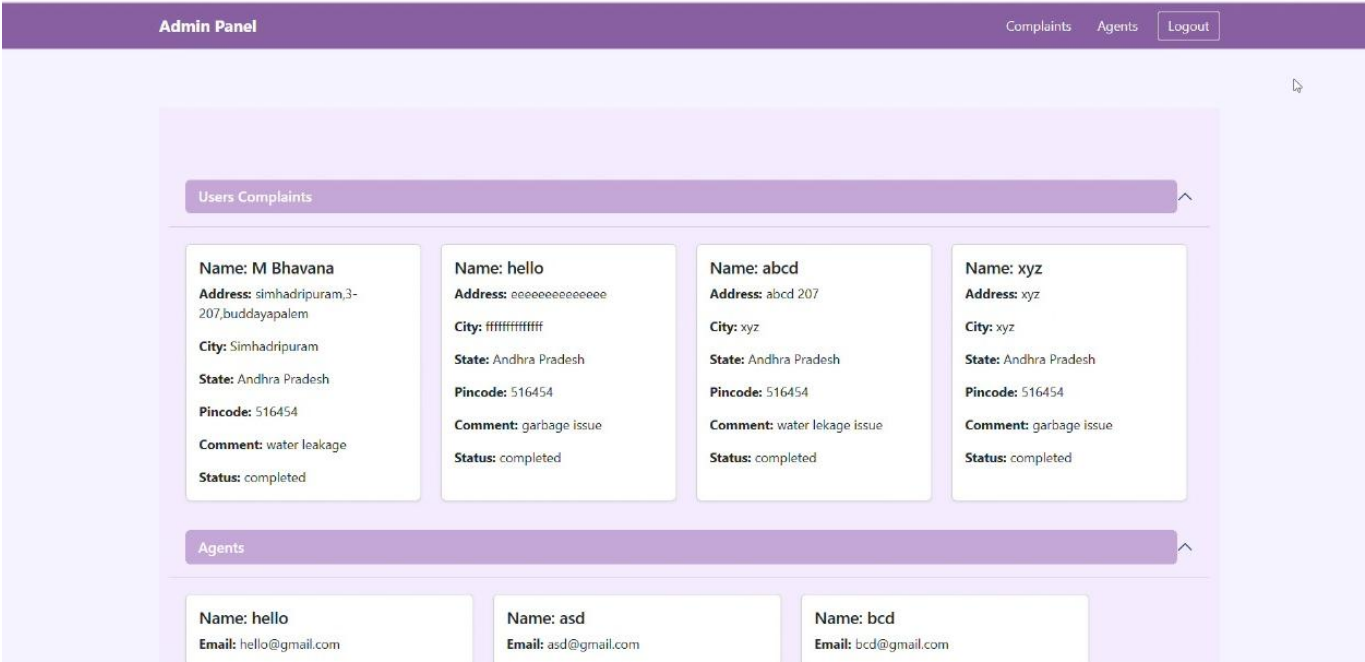 Admin Panel
Complaints
Agents
Logout
Users Complaints
Name: M Bhavana
Address: simhadripuram,3-
207,buddayapalem
City: Simhadripuram
State: Andhra Pradesh
Pincode: 516454
Comment: water leakage
Status: completed
Name: hello
Address: eeeeeeeeeeeeee
City: ffffffffffffff
State: Andhra Pradesh
Pincode: 516454
Comment: garbage issue
Status: completed
Name: abcd
Address: abcd 207
City: xyz
State: Andhra Pradesh
Pincode: 516454
Comment: water lekage issue
Status: completed
Name: xyz
Address: xyz
City: xyz
State: Andhra Pradesh
Pincode: 516454
Comment: garbage issue
Status: completed
Agents
Name: hello
Email: hello@gmail.com
Name: asd
Email: asd@gmail.com
Name: bcd
Email: bcd@gmail.com